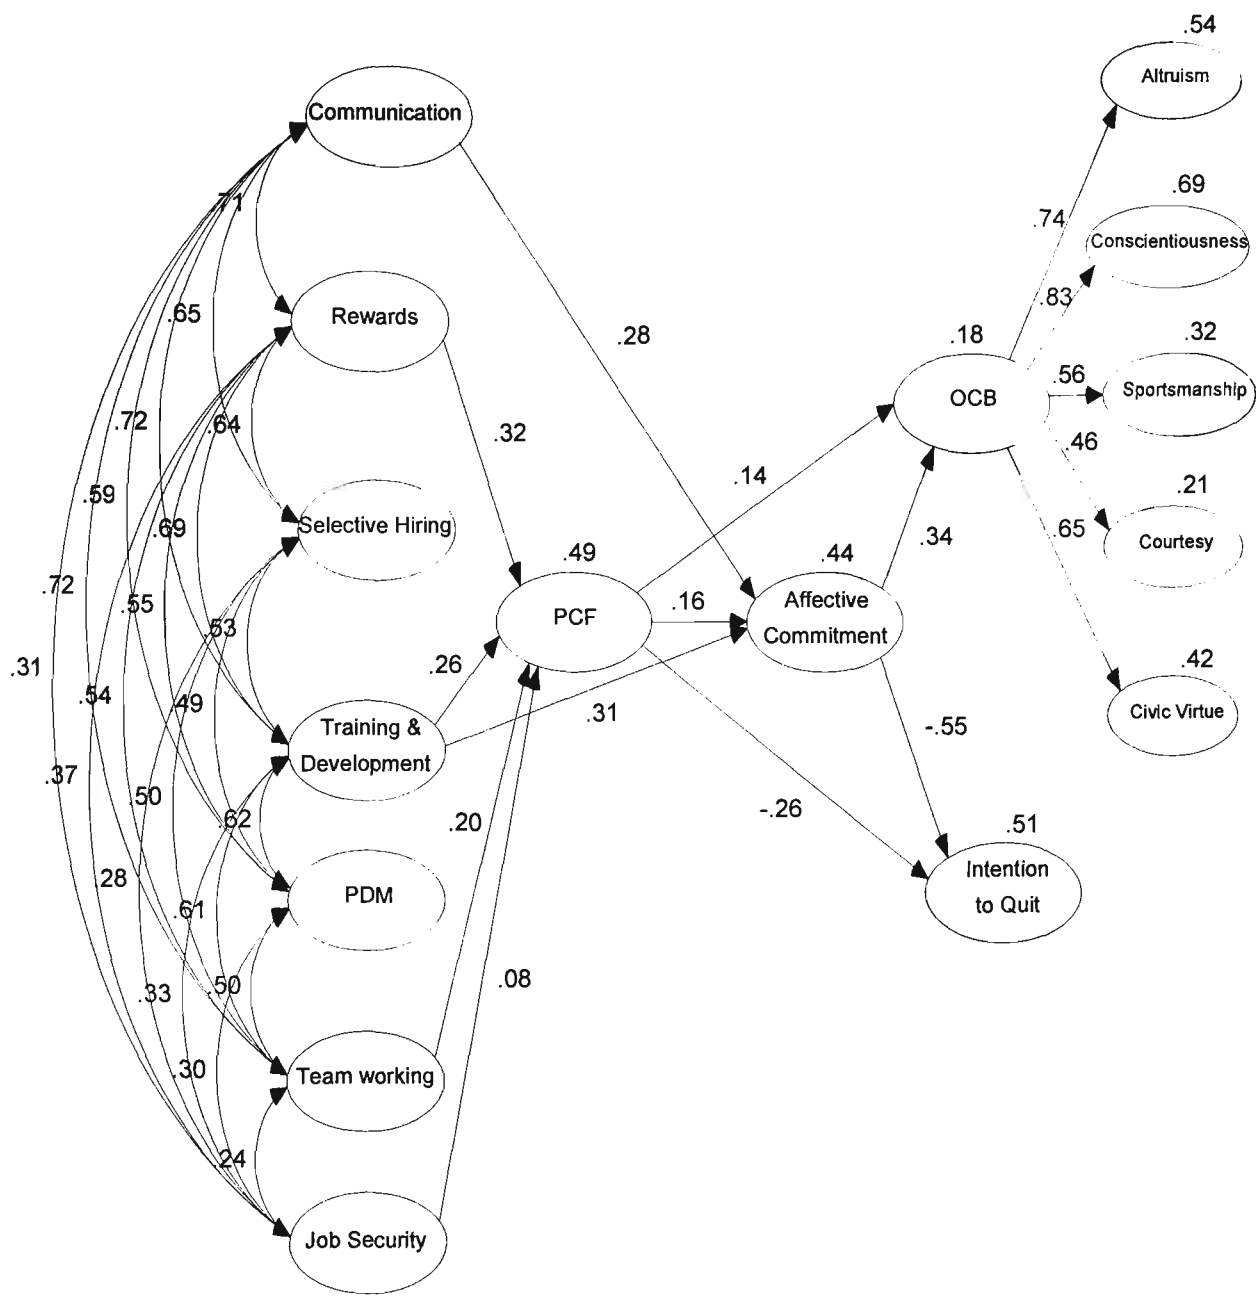 .54
Altruism
Communication
.69
.71
.74
Conscientiousness
.83
.65
Rewards
.28
.18
.32
.56
Sportsmanship
OCB
.72
.64
.32
.46
.14
.21
.59
.69
Selective Hiring
.65
.34
Courtesy
.49
.44
.72
.55
.53
PCF
.16
Affective
Commitment
.31
.26
.42
.54
.49
.31
Civic Virtue
Training &
Development
-.55
.37
.50
.62
.20
-.26
.51
.28
.61
PDM
Intention
to Quit
.33
.50
.08
.30
Team working
.24
Job Security